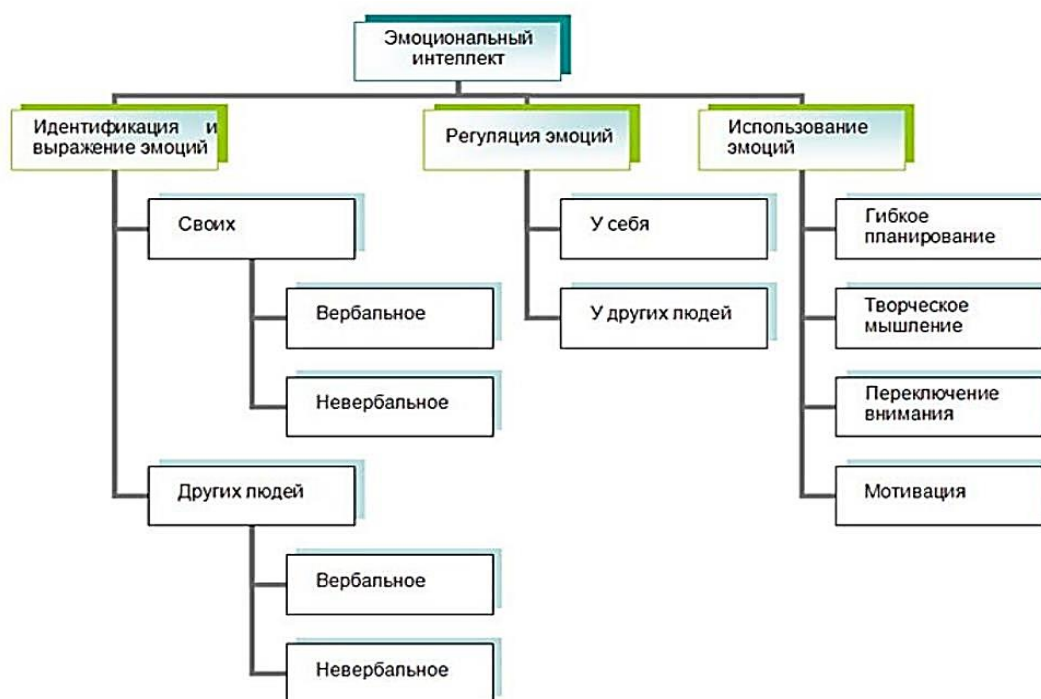 Эмоциональный
интеллект
Идентификация и
выражение эмоций
Регуляция эмоций
Использование
эмоций
Своих
Вербальное
Невербальное
Других людей
Вербальное
Невербальное
У себя
У других людей
Гибкое
планирование
Творческое
мышление
Переключение
внимания
Мотивация